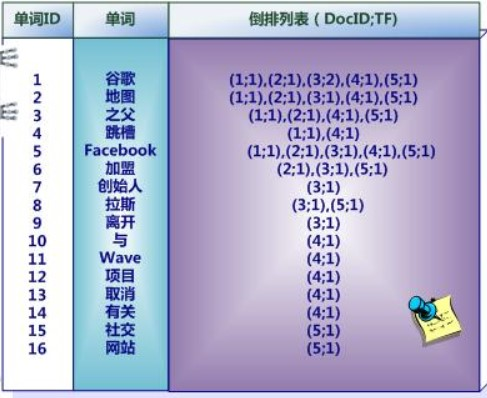 单词ID 单词 倒排列表（DocID;TF）
1 谷歌 (1;1),(2;1),(3;2),(4;1),(5;1)
2 地图 (1;1),(2;1),(3;1),(4;1),(5;1)
3 之父 (1;1),(2;1),(4;1),(5;1)
4 跳槽 (1;1),(4;1)
5 Facebook (1;1),(2;1),(3;1),(4;1),(5;1)
6 加盟 (2;1),(3;1),(5;1)
7 创始人 (3;1)
8 拉斯 (3;1),(5;1)
9 离开 (3;1)
10 与 (4;1)
11 Wave (4;1)
12 项目 (4;1)
13 取消 (4;1)
14 有关 (4;1)
15 社交 (5;1)
16 网站 (5;1)